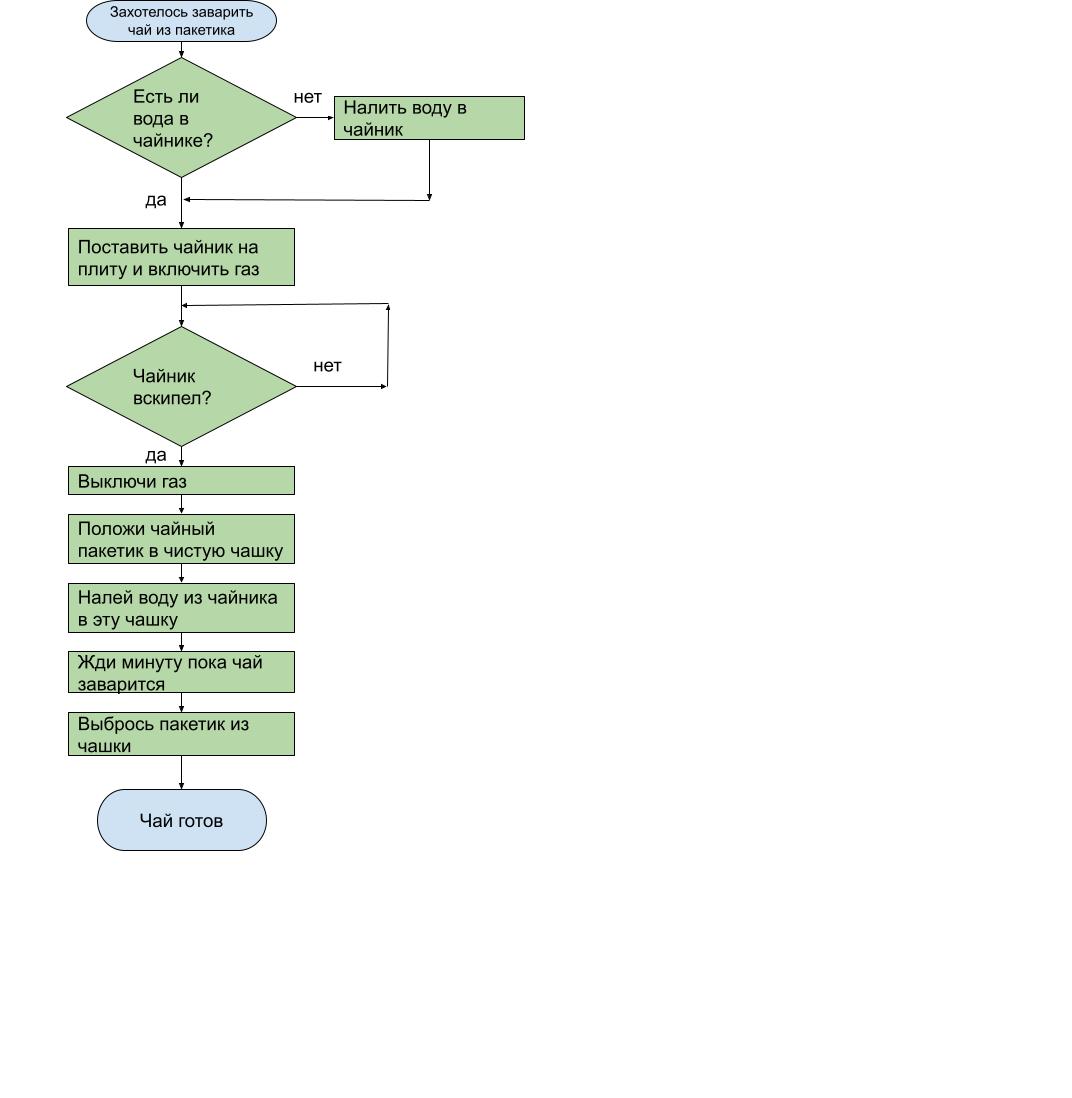 Захотелось заварить
чай из пакетика
Есть ли
вода в
чайнике?
нет
Налить воду в
чайник
да
Поставить чайник на
плиту и включить газ
Чайник
вскипел?
нет
да
Выключи газ
Положи чайный
пакетик в чистую чашку
Налей воду из чайника
в эту чашку
Жди минуту пока чай
заварится
Выбрось пакетик из
чашки
Чай готов